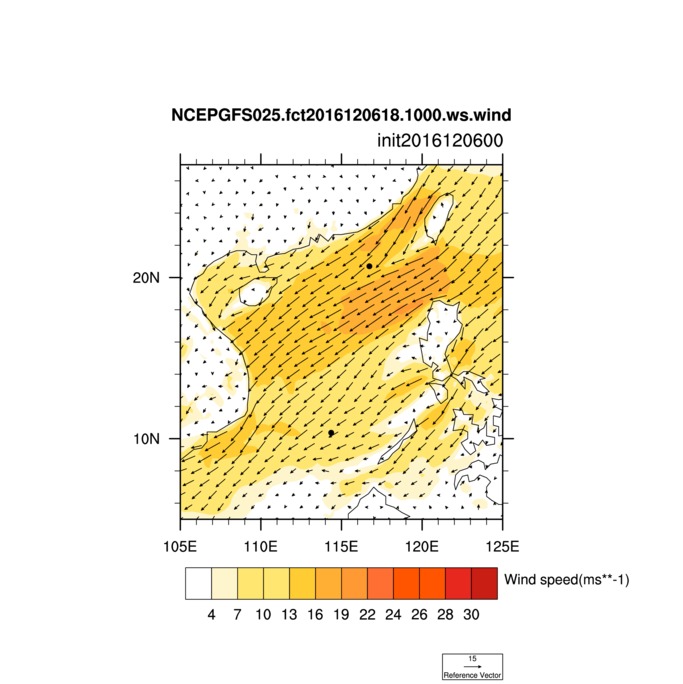 NCEPGFS025.fct2016120618.1000.ws.wind
init2016120600
20N
10N
105E 110E 115E 120E 125E
Wind speed(ms**-1)
4 7 10 13 16 19 22 24 26 28 30
15
Reference Vector